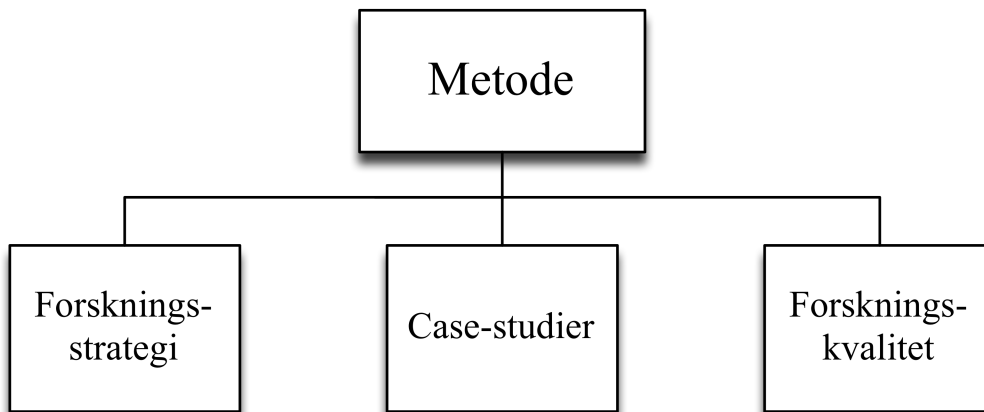 Metode
Forsknings-
strategi
Case-studier
Forsknings-
kvalitet